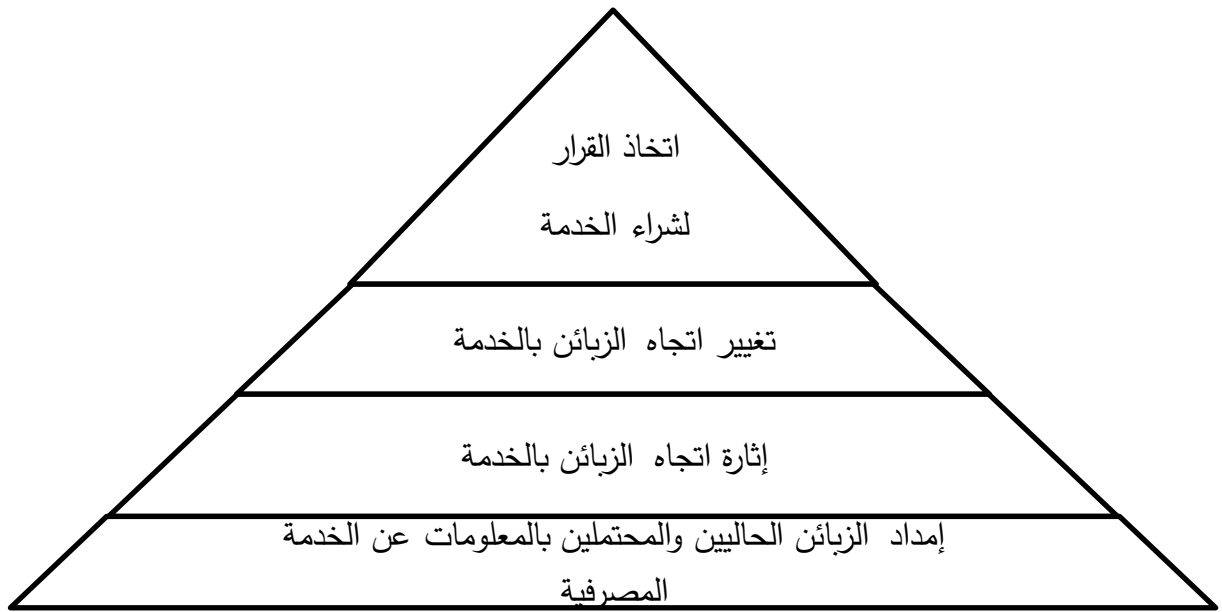 اتخاذ القرار
لشراء الخدمة
تغيير اتجاه الزبائن بالخدمة
إثارة اتجاه الزبائن بالخدمة
إمداد الزبائن الحاليين والمحتملين بالمعلومات عن الخدمة
المصرفية